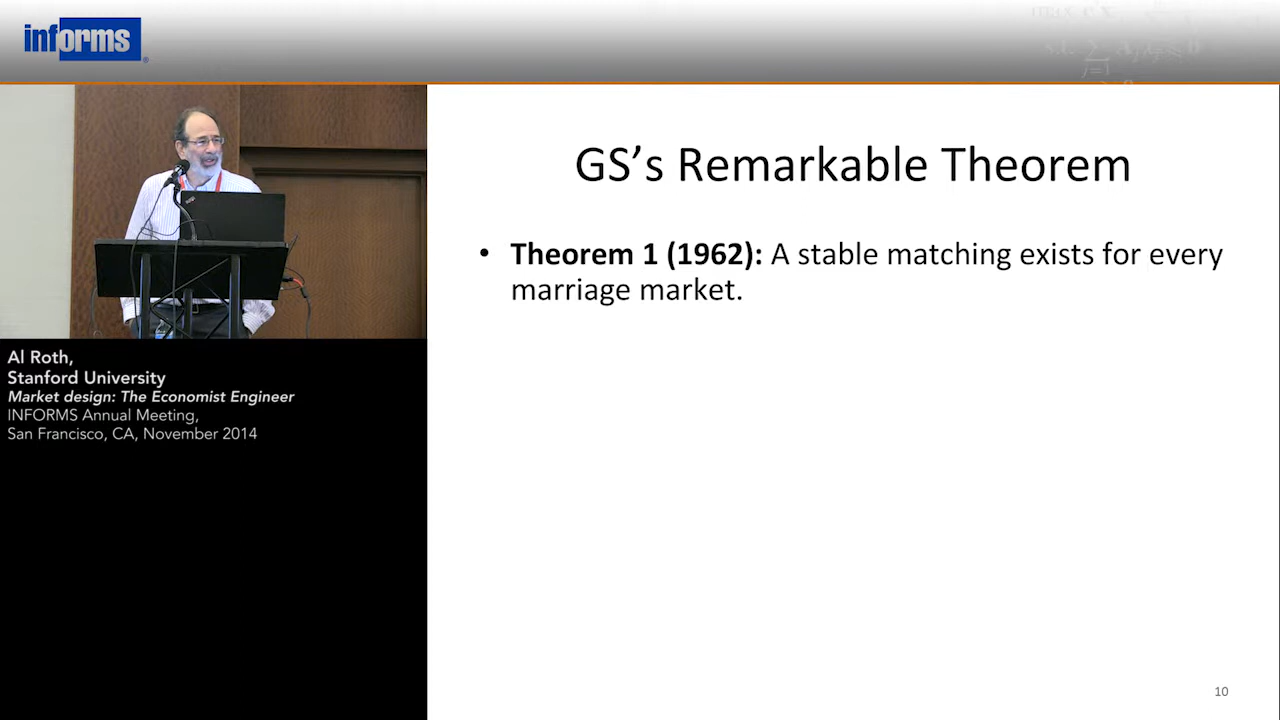 informs
GS's Remarkable Theorem
• Theorem 1 (1962): A stable matching exists for every
marriage market.
Al Roth,
Stanford University
Market design: The Economist Engineer
INFORMS Annual Meeting,
San Francisco, CA, November 2014
10